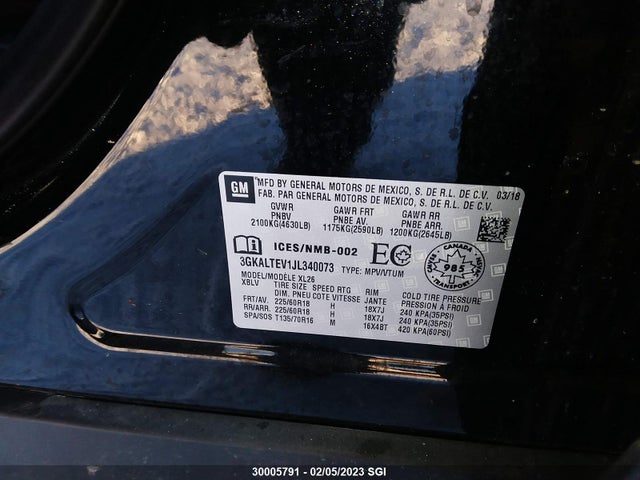 GM
MFD BY GENERAL MOTORS DE MEXICO, S. DE R.L. DE C.V. 03/18
FAB. PAR GENERAL MOTORS DE MEXICO, S. DE R.L. DE C.V.
GVWR GAWR FRT GAWR RR
PNBV PNBE AV. PNBE AR.
2100KG(4630LB) 1175KG(2590LB) 1200KG(2645LB)
ICES/NMB-002 EC CANADA 985 TRANSPORT
3GKALTEV1JL340073 TYPE: MPV/VTUM
MODEL/MODÈLE XL26
XBLV TIRE SIZE SPEED RTG RIM COLD TIRE PRESSURE
DIM. PNEU COTE VITESSE JANTE PRESSION À FROID
FRT/AV. 225/60R18 H 18X7J 240 KPA(35PSI)
RR/ARR. 225/60R18 H 18X7J 240 KPA(35PSI)
SPA/SOS T135/70R16 M 16X4BT 420 KPA(60PSI)
30005791 - 02/05/2023 SGI